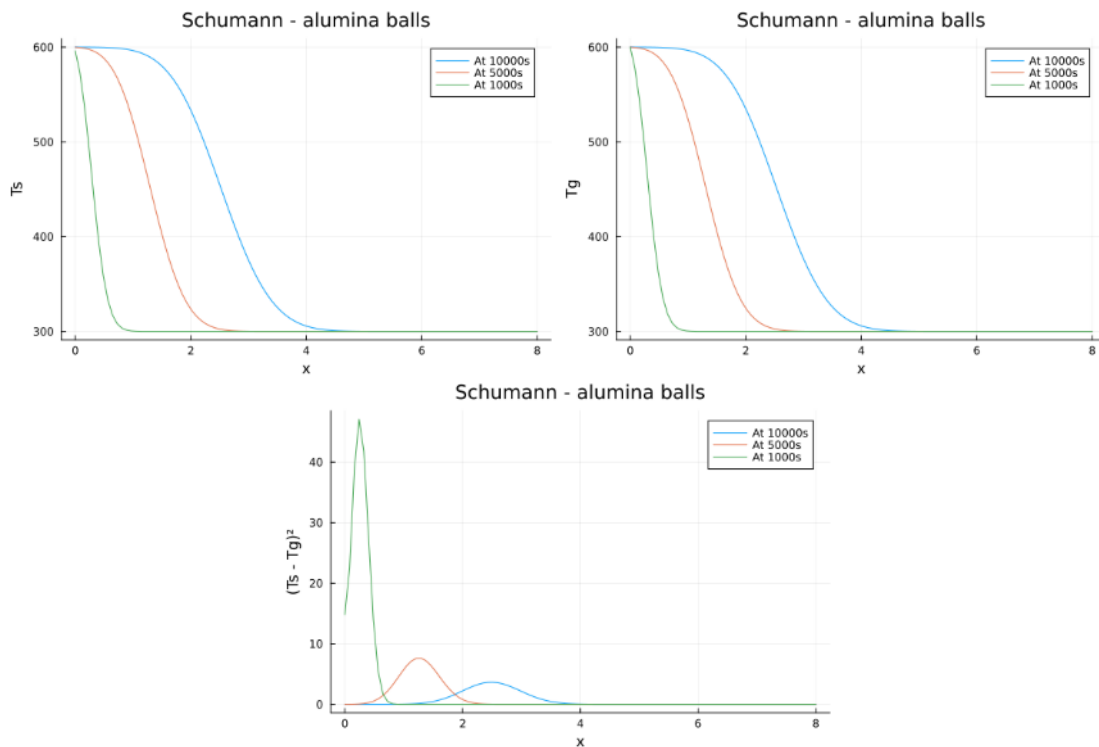 Schumann - alumina balls
At 10000s
At 5000s
At 1000s
600
500
400
300
Ts
0
2
4
6
8
x
Schumann - alumina balls
At 10000s
At 5000s
At 1000s
600
500
400
300
Tg
0
2
4
6
8
x
Schumann - alumina balls
At 10000s
At 5000s
At 1000s
40
30
20
10
0
(Ts - Tg)²
0
2
4
6
8
x